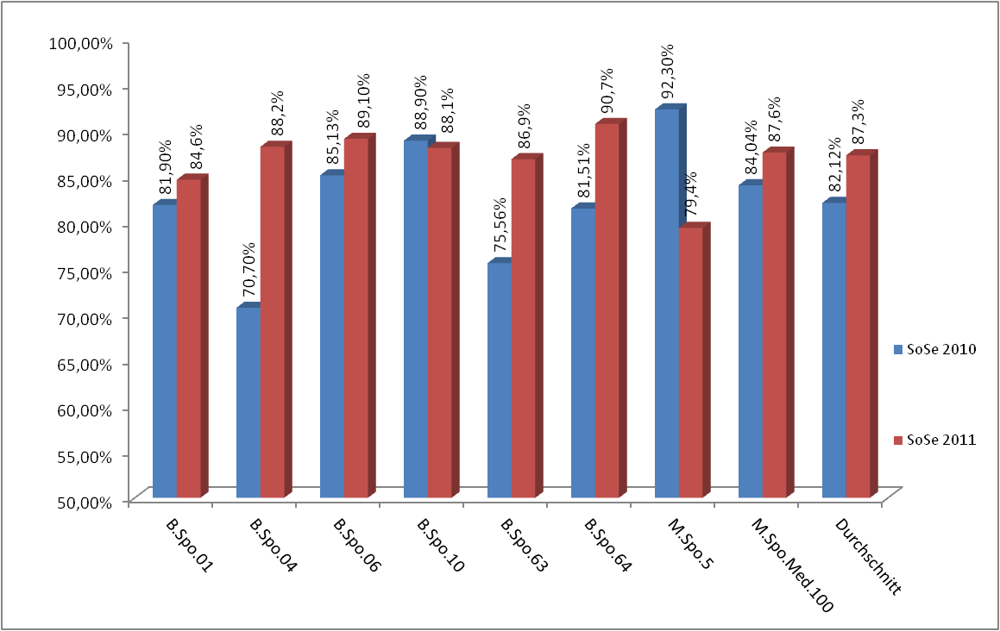 100,00%
95,00%
90,00%
85,00%
80,00%
75,00%
70,00%
65,00%
60,00%
55,00%
50,00%
81,90%
84,6%
70,70%
88,2%
85,13%
89,10%
88,90%
88,1%
75,56%
86,9%
81,51%
90,7%
92,30%
79,4%
84,04%
87,6%
82,12%
87,3%
B.Spo.01
B.Spo.04
B.Spo.06
B.Spo.10
B.Spo.63
B.Spo.64
M.Spo.5
M.Spo.Med.100
Durchschnitt
SoSe 2010
SoSe 2011